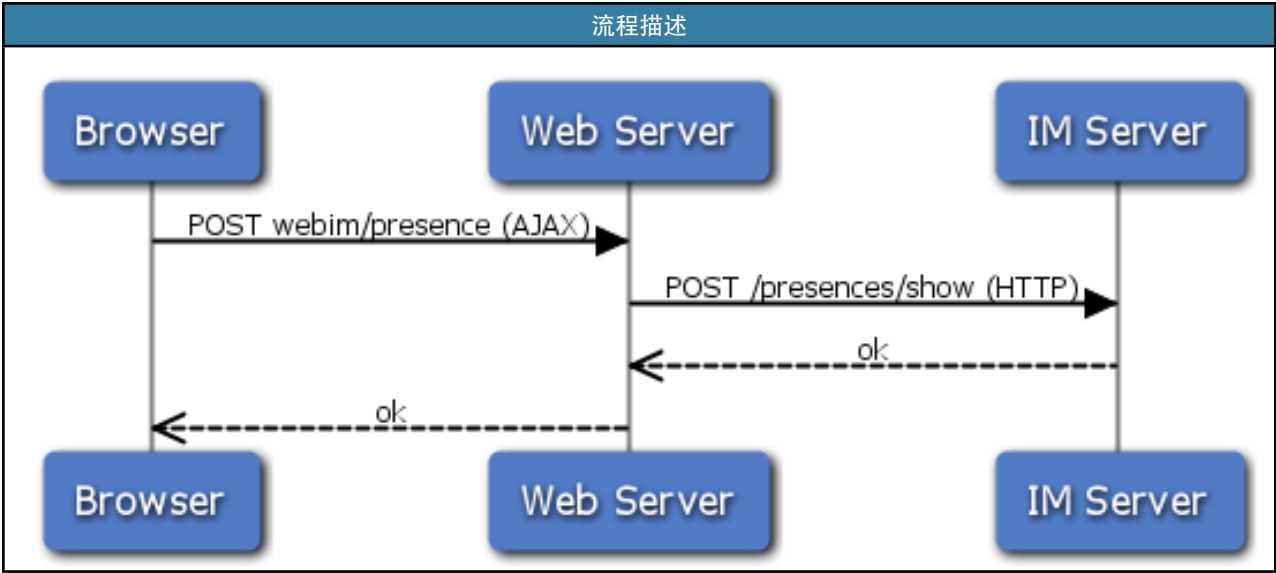 流程描述
Browser
Web Server
IM Server
POST webim/presence (AJAX)
POST /presences/show (HTTP)
ok
ok
Browser
Web Server
IM Server